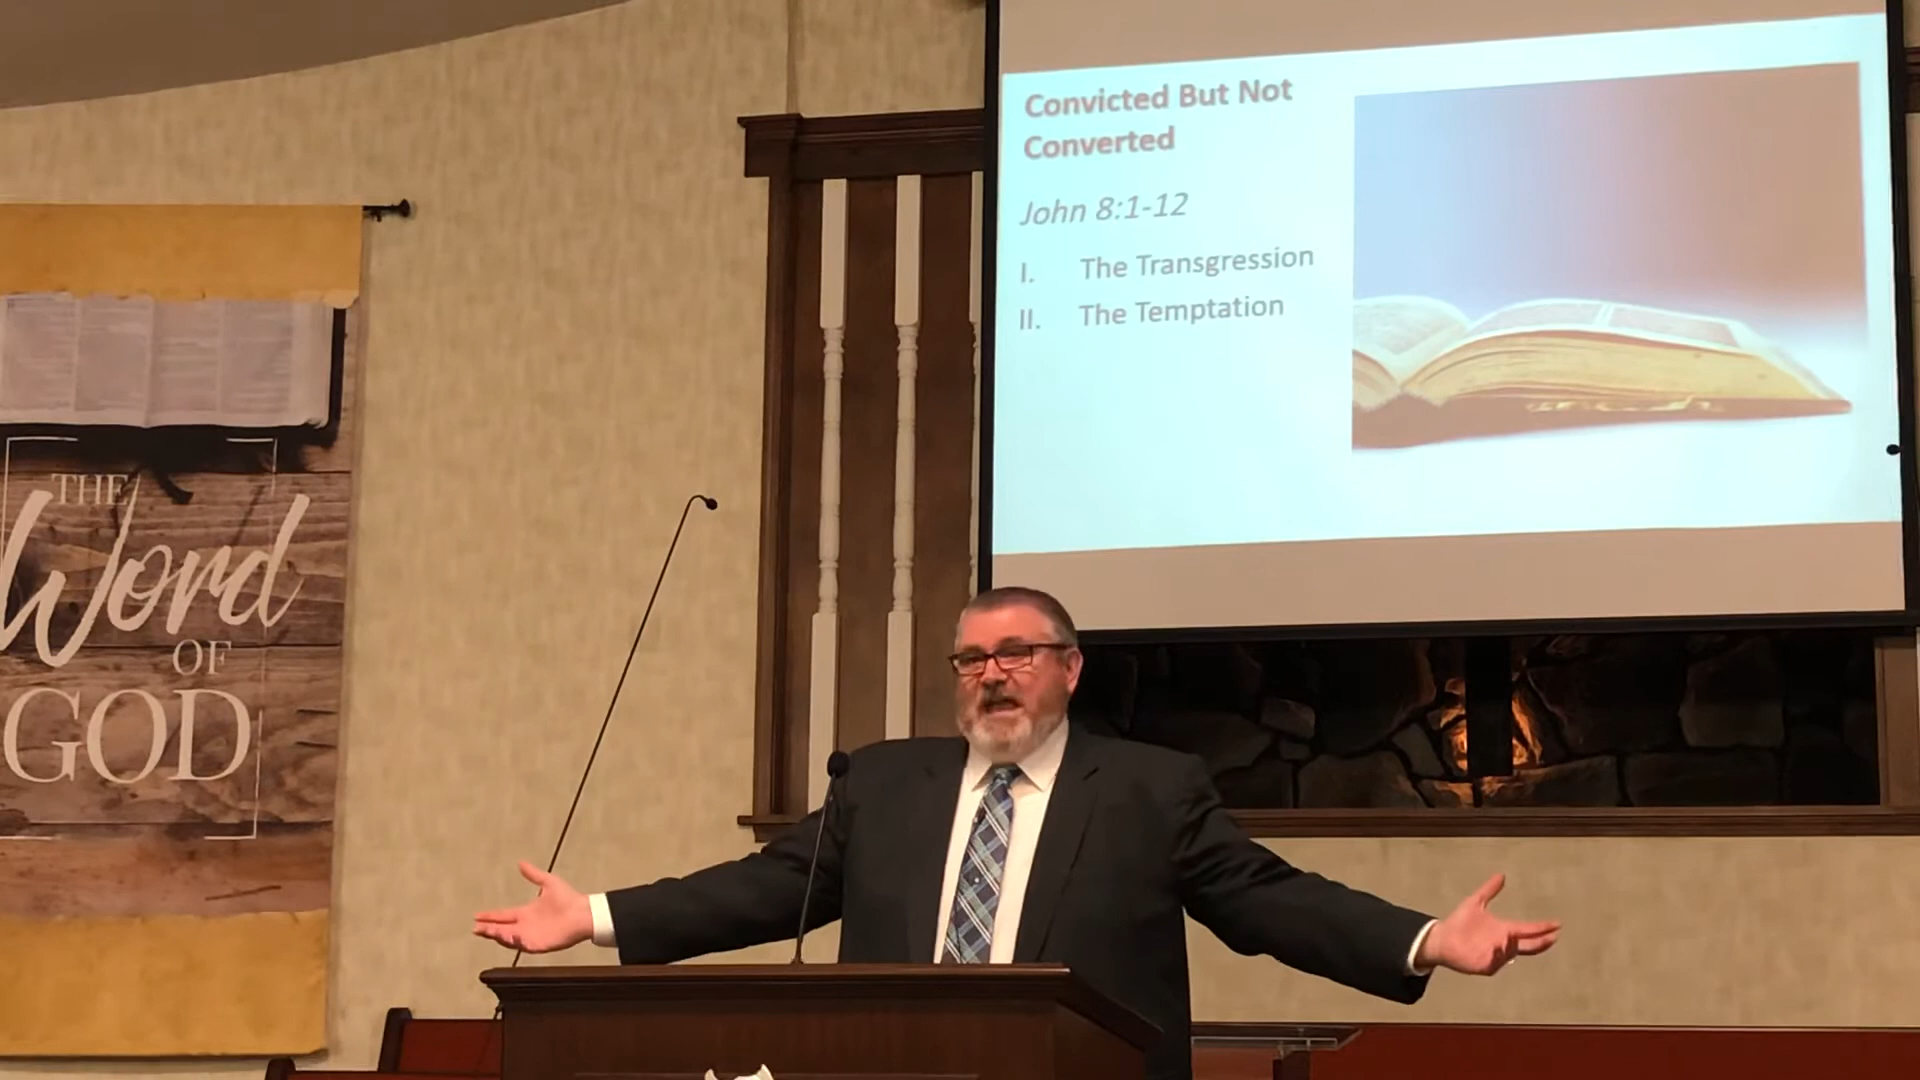 Convicted But Not
Converted
John 8:1-12
I. The Transgression
II. The Temptation
THE
Word
OF
GOD